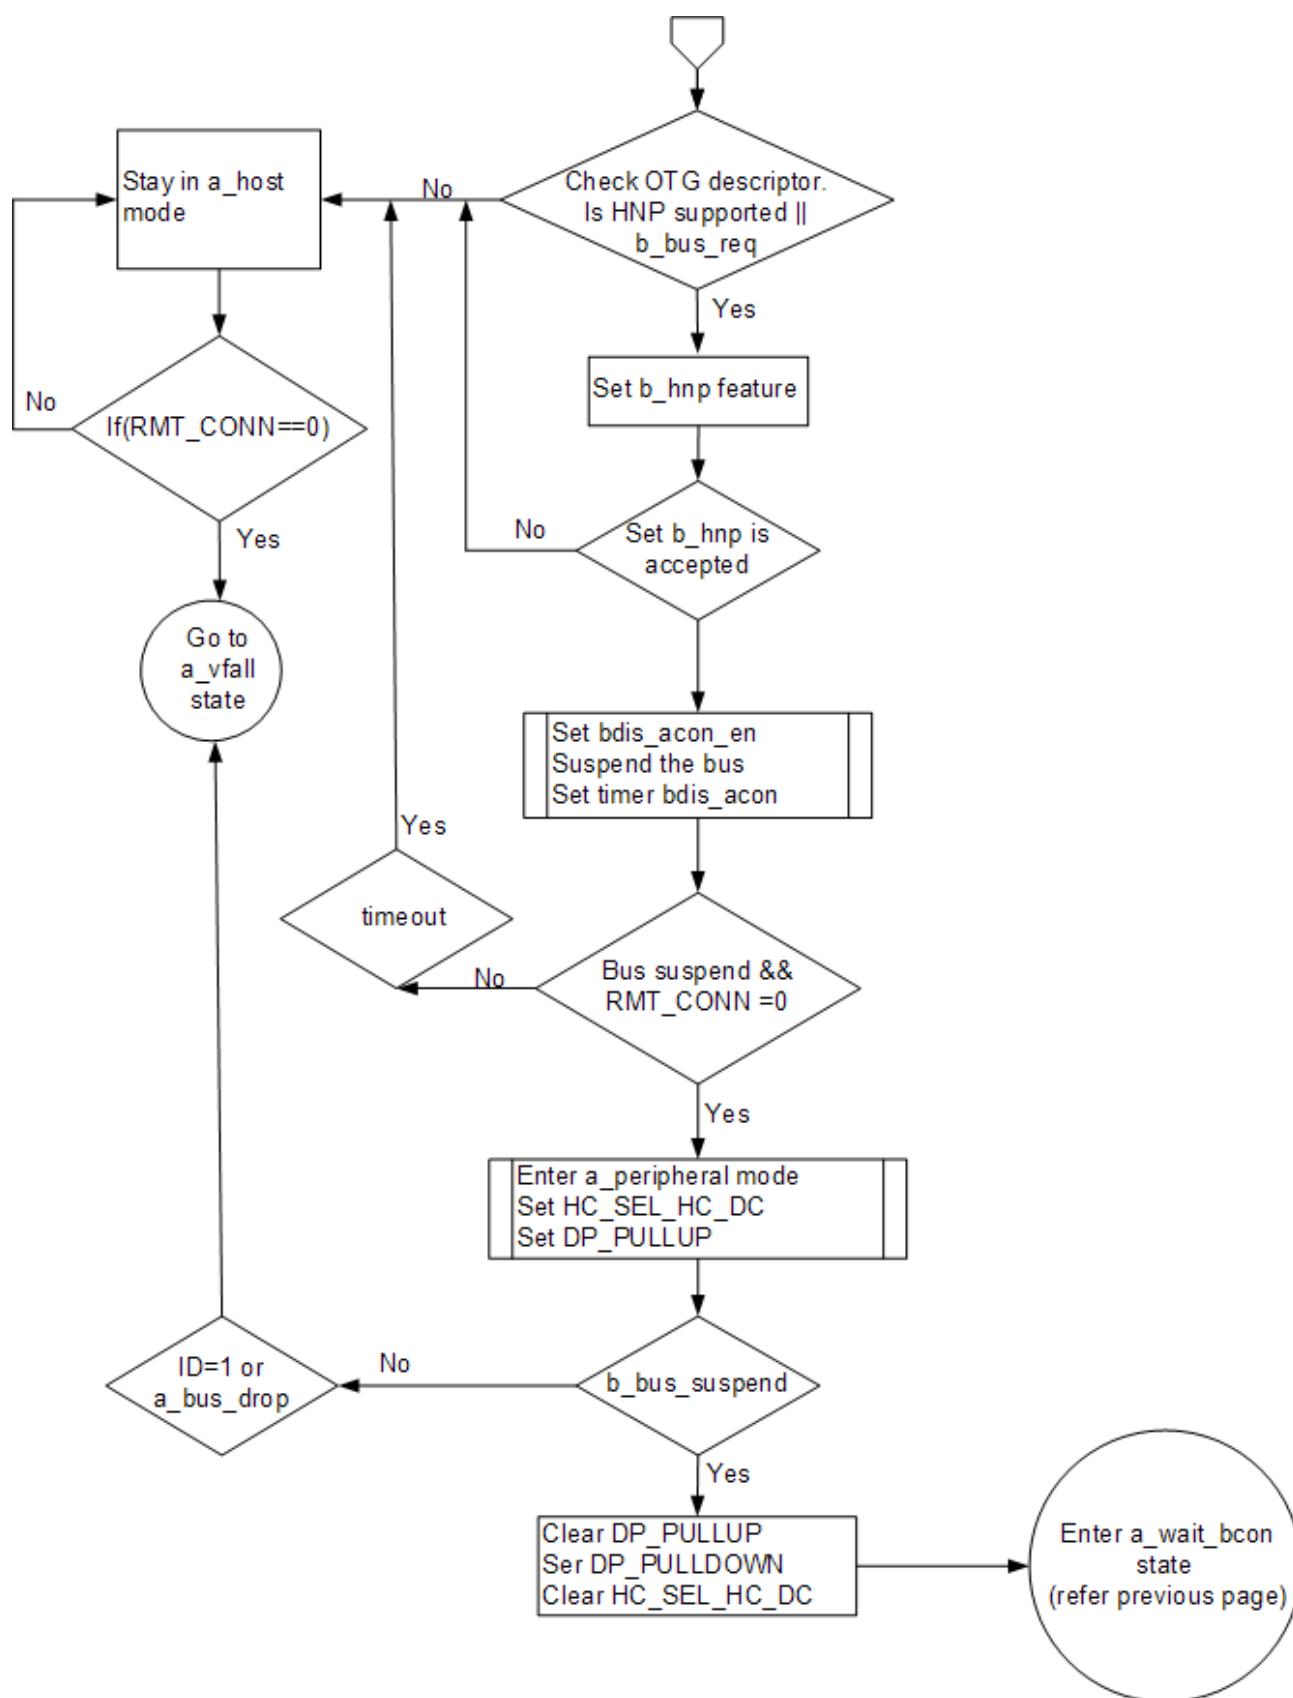 Check OTG descriptor.
Is HNP supported ||
b_bus_req
No
Stay in a_host
mode
Yes
Set b_hnp feature
No
If(RMT_CONN==0)
Yes
No
Set b_hnp is
accepted
Go to
a_vfall
state
Set bdis_acon_en
Suspend the bus
Set timer bdis_acon
Yes
timeout
No
Bus suspend &&
RMT_CONN =0
Yes
Enter a_peripheral mode
Set HC_SEL_HC_DC
Set DP_PULLUP
ID=1 or
a_bus_drop
No
b_bus_suspend
Yes
Clear DP_PULLUP
Ser DP_PULLDOWN
Clear HC_SEL_HC_DC
Enter a_wait_bcon
state
(refer previous page)